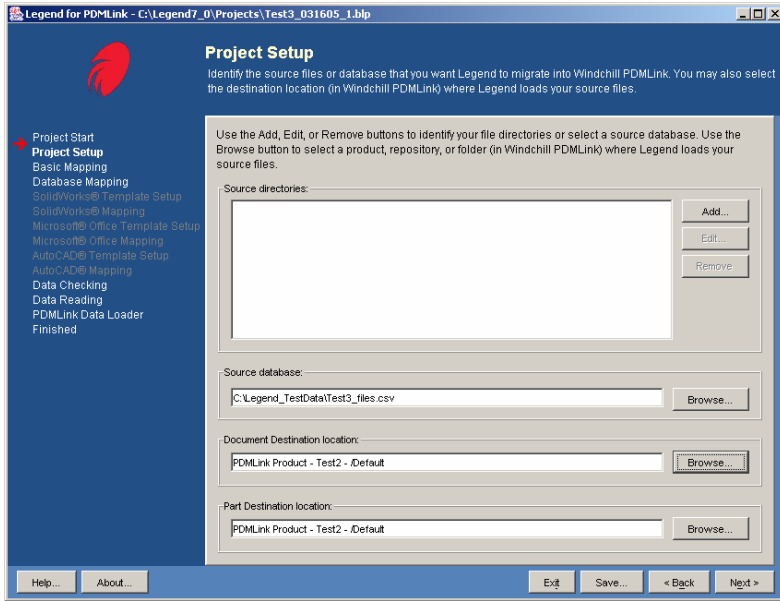 Legend for PDMLink - C:\Legend7_0\Projects\Test3_031605_1.blp
Project Setup
Identify the source files or database that you want Legend to migrate into Windchill PDMLink. You may also select
the destination location (in Windchill PDMLink) where Legend loads your source files.
Project Start
Project Setup
Basic Mapping
Database Mapping
SolidWorks® Template Setup
SolidWorks® Mapping
Microsoft® Office Template Setup
Microsoft® Office Mapping
AutoCAD® Template Setup
AutoCAD® Mapping
Data Checking
Data Reading
PDMLink Data Loader
Finished
Use the Add, Edit, or Remove buttons to identify your file directories or select a source database. Use the
Browse button to select a product, repository, or folder (in Windchill PDMLink) where Legend loads your
source files.
Source directories:
Add...
Edit...
Remove
Source database:
C:\Legend_TestData\Test3_files.csv
Browse...
Document Destination location:
PDMLink Product - Test2 - /Default
Browse...
Part Destination location:
PDMLink Product - Test2 - /Default
Browse...
Help... About... Exit Save... < Back Next >